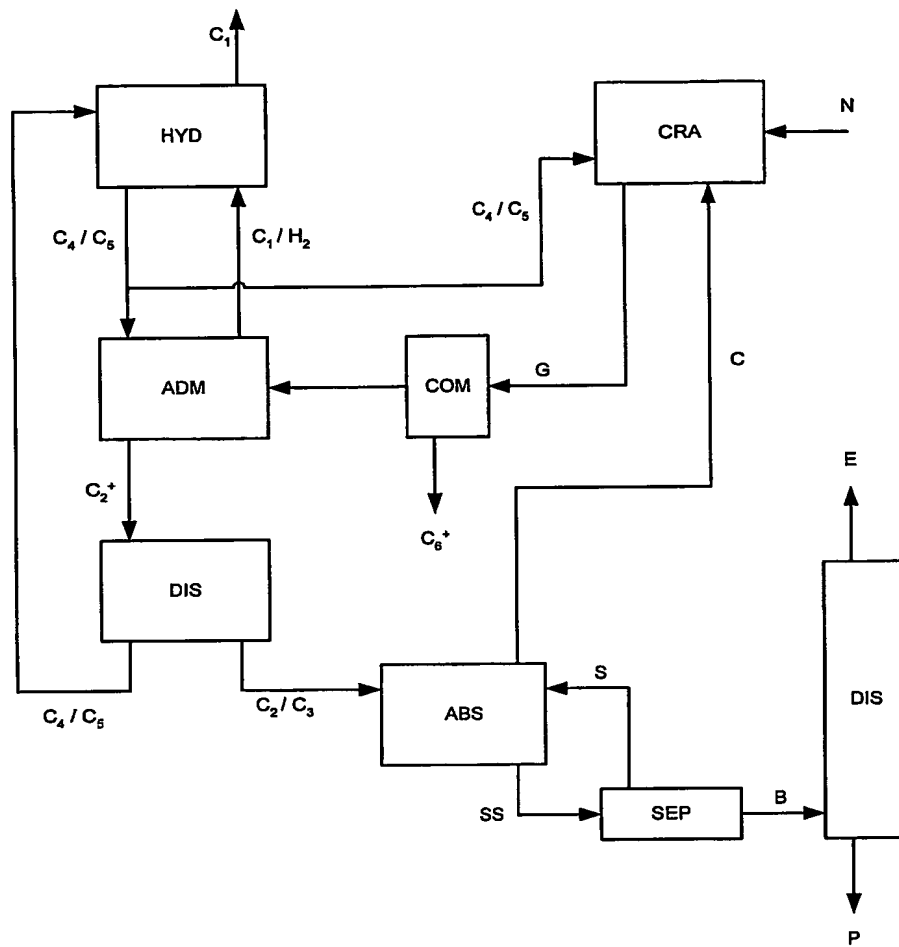 C₁
HYD
CRA
N
C₄ / C₅
C₁ / H₂
C₄ / C₅
ADM
COM
G
C
C₂⁺
C₆⁺
E
DIS
C₄ / C₅
C₂ / C₃
ABS
S
DIS
SS
SEP
B
P